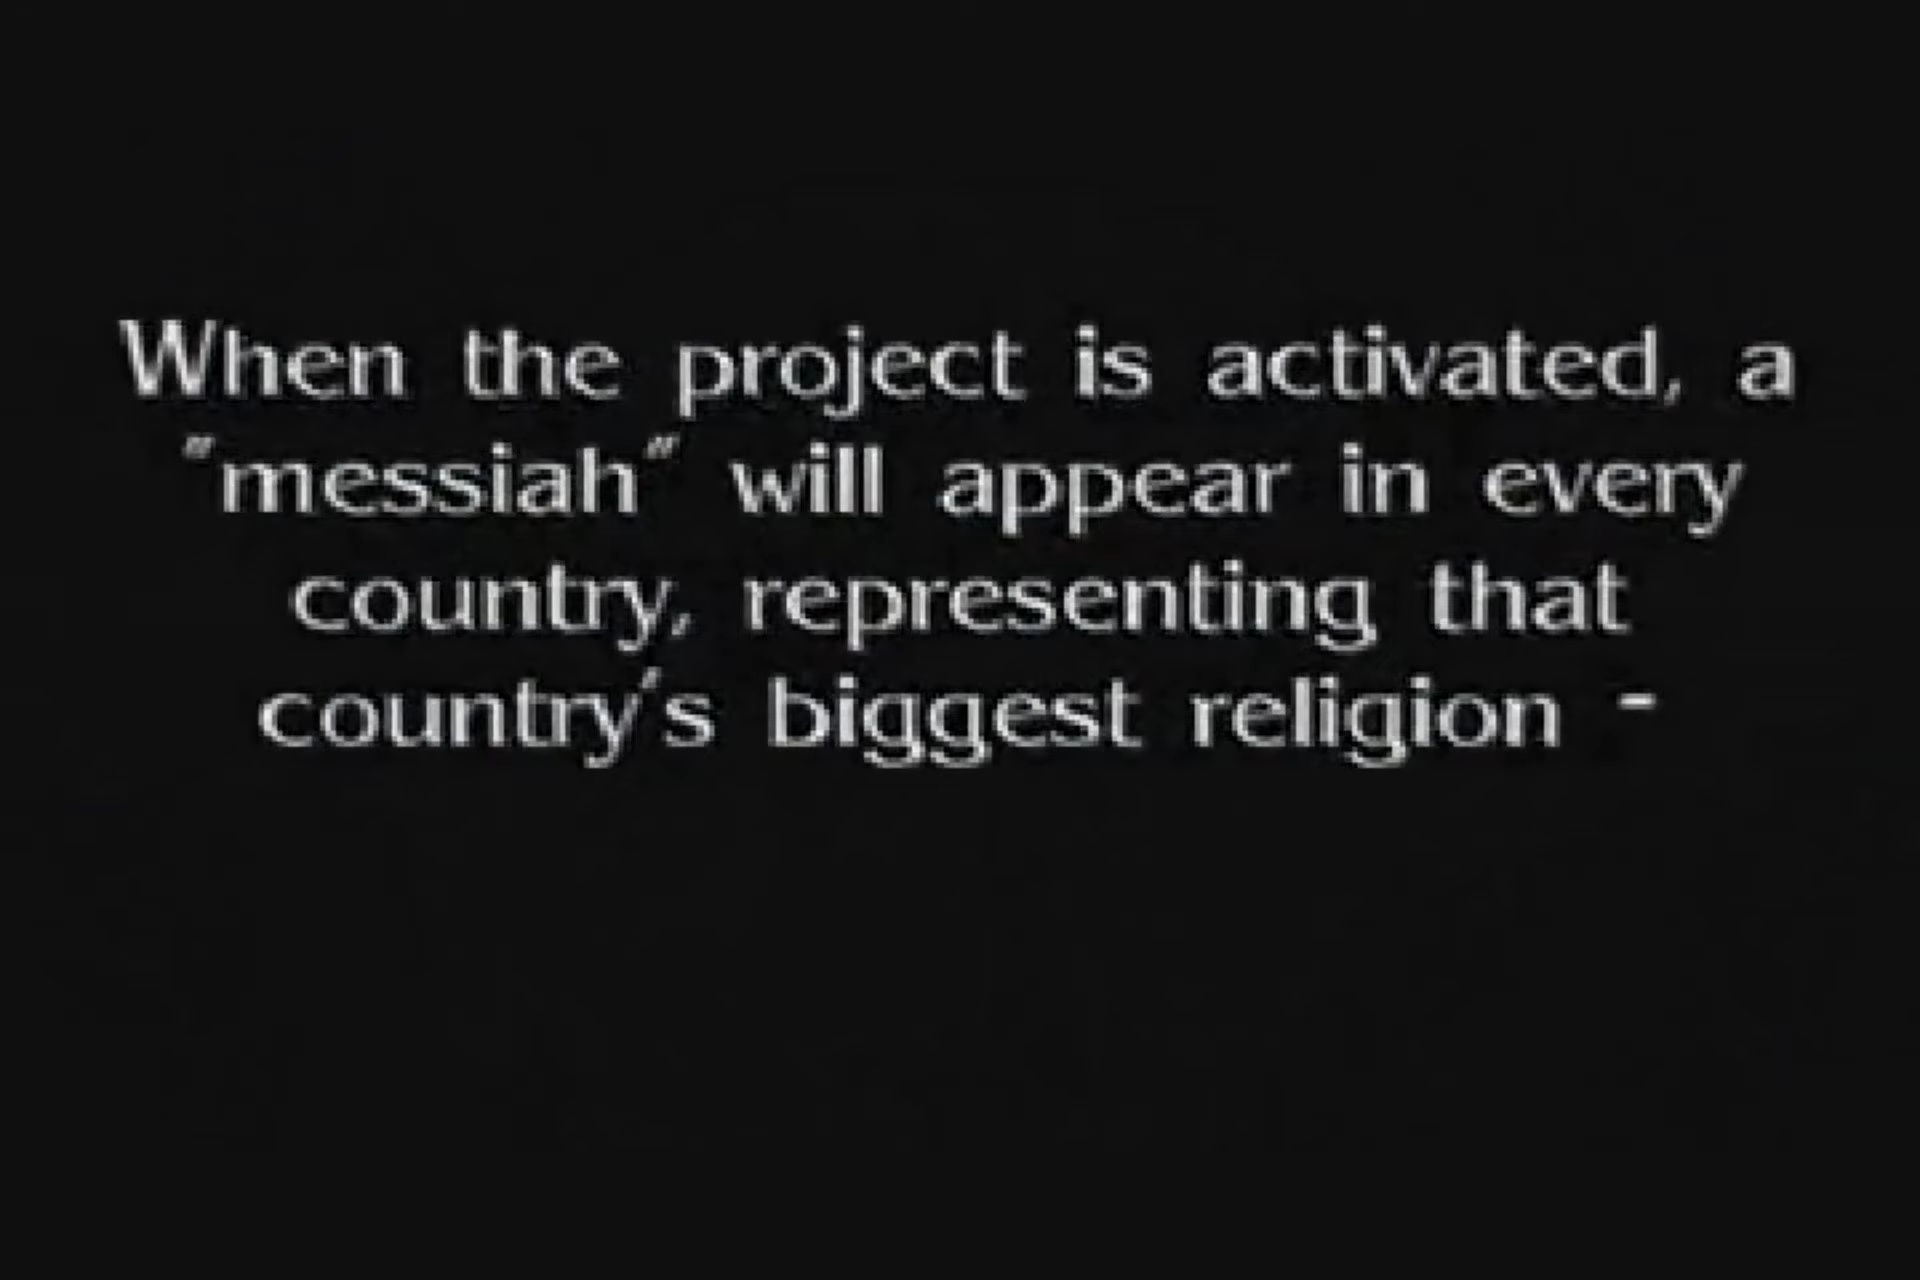 When the project is activated, a
"messiah" will appear in every
country, representing that
country's biggest religion -